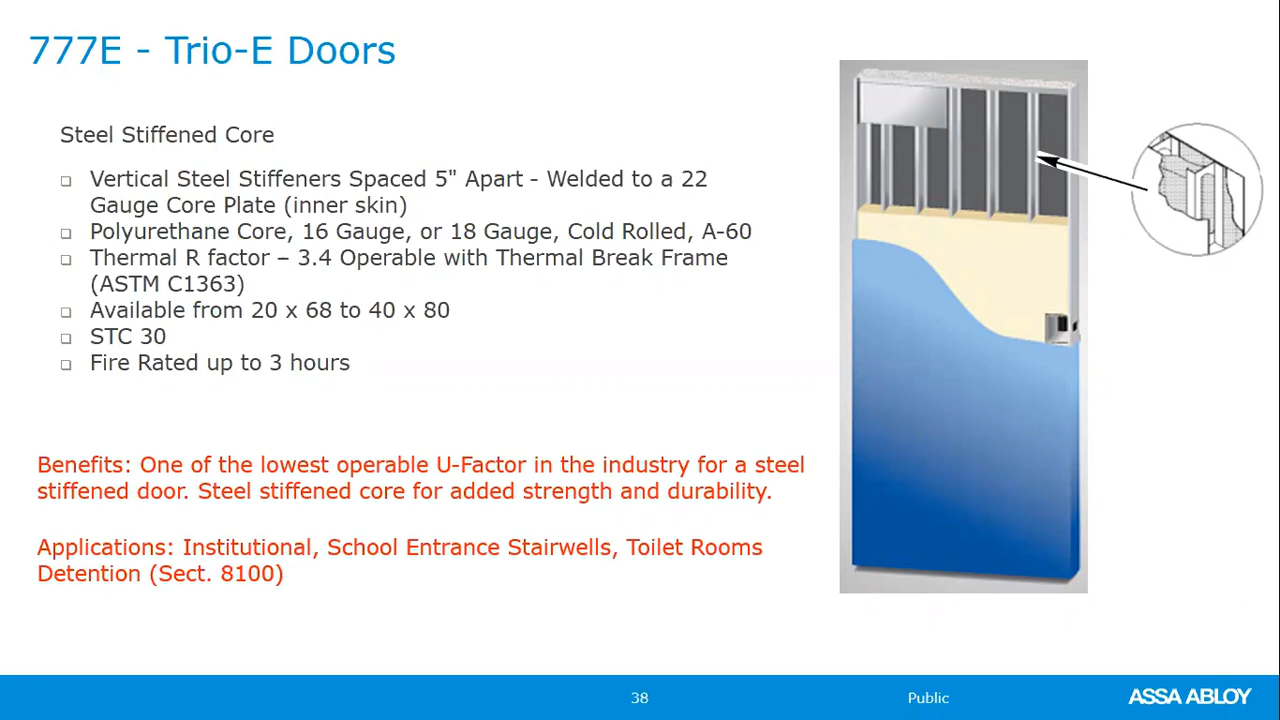 777E - Trio-E Doors
Steel Stiffened Core
❑ Vertical Steel Stiffeners Spaced 5" Apart - Welded to a 22
Gauge Core Plate (inner skin)
❑ Polyurethane Core, 16 Gauge, or 18 Gauge, Cold Rolled, A-60
❑ Thermal R factor – 3.4 Operable with Thermal Break Frame
(ASTM C1363)
❑ Available from 20 x 68 to 40 x 80
❑ STC 30
❑ Fire Rated up to 3 hours
Benefits: One of the lowest operable U-Factor in the industry for a steel
stiffened door. Steel stiffened core for added strength and durability.
Applications: Institutional, School Entrance Stairwells, Toilet Rooms
Detention (Sect. 8100)
38
Public
ASSA ABLOY